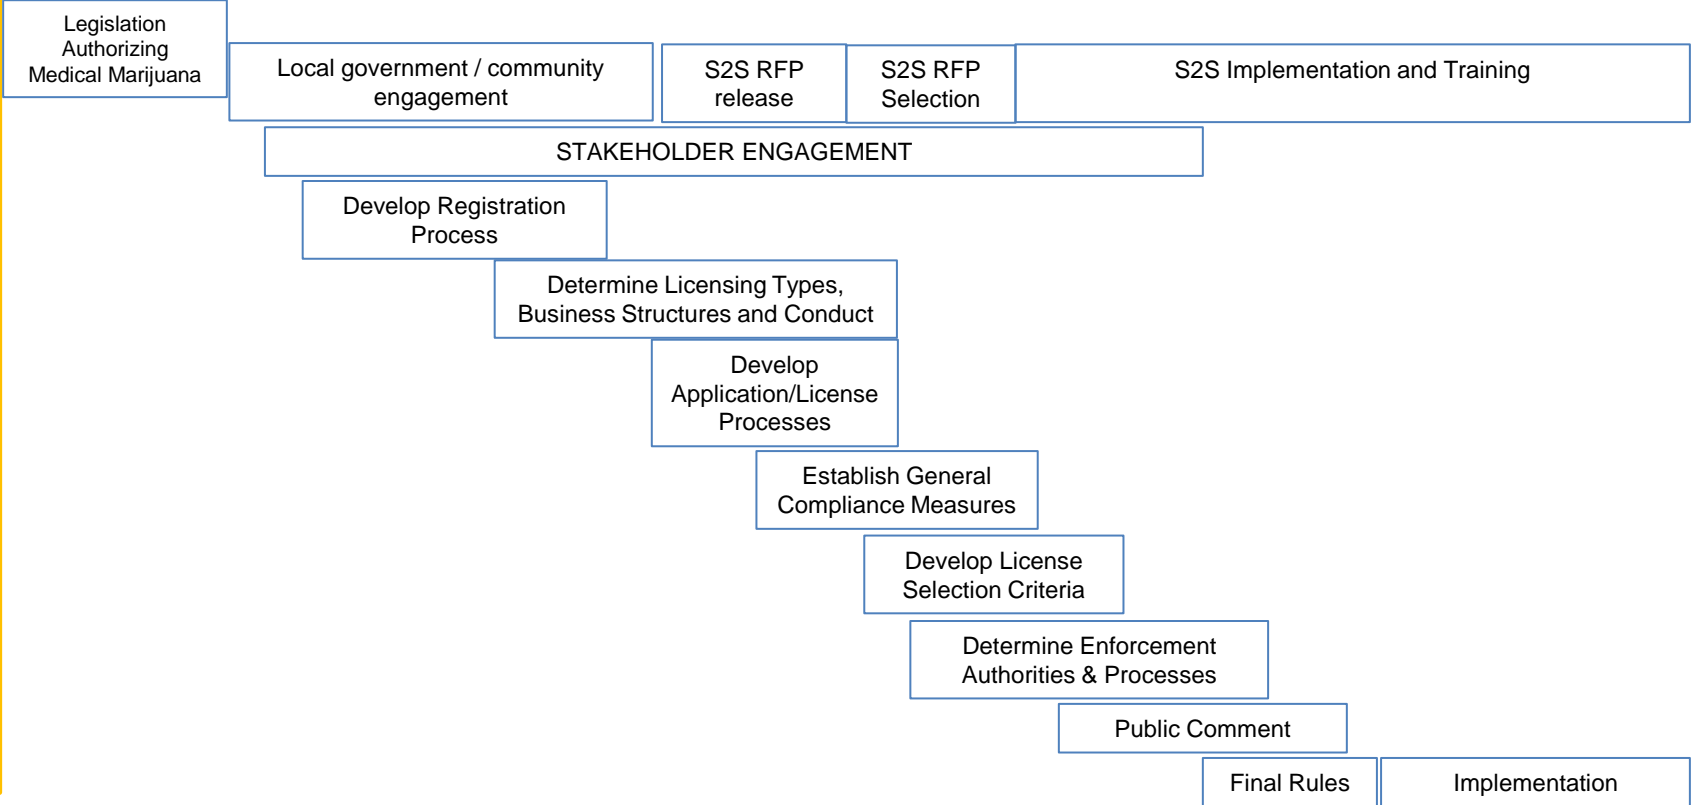 Legislation
Authorizing
Medical Marijuana
Local government / community
engagement
S2S RFP
release
S2S RFP
Selection
S2S Implementation and Training
STAKEHOLDER ENGAGEMENT
Develop Registration
Process
Determine Licensing Types,
Business Structures and Conduct
Develop
Application/License
Processes
Establish General
Compliance Measures
Develop License
Selection Criteria
Determine Enforcement
Authorities & Processes
Public Comment
Final Rules
Implementation